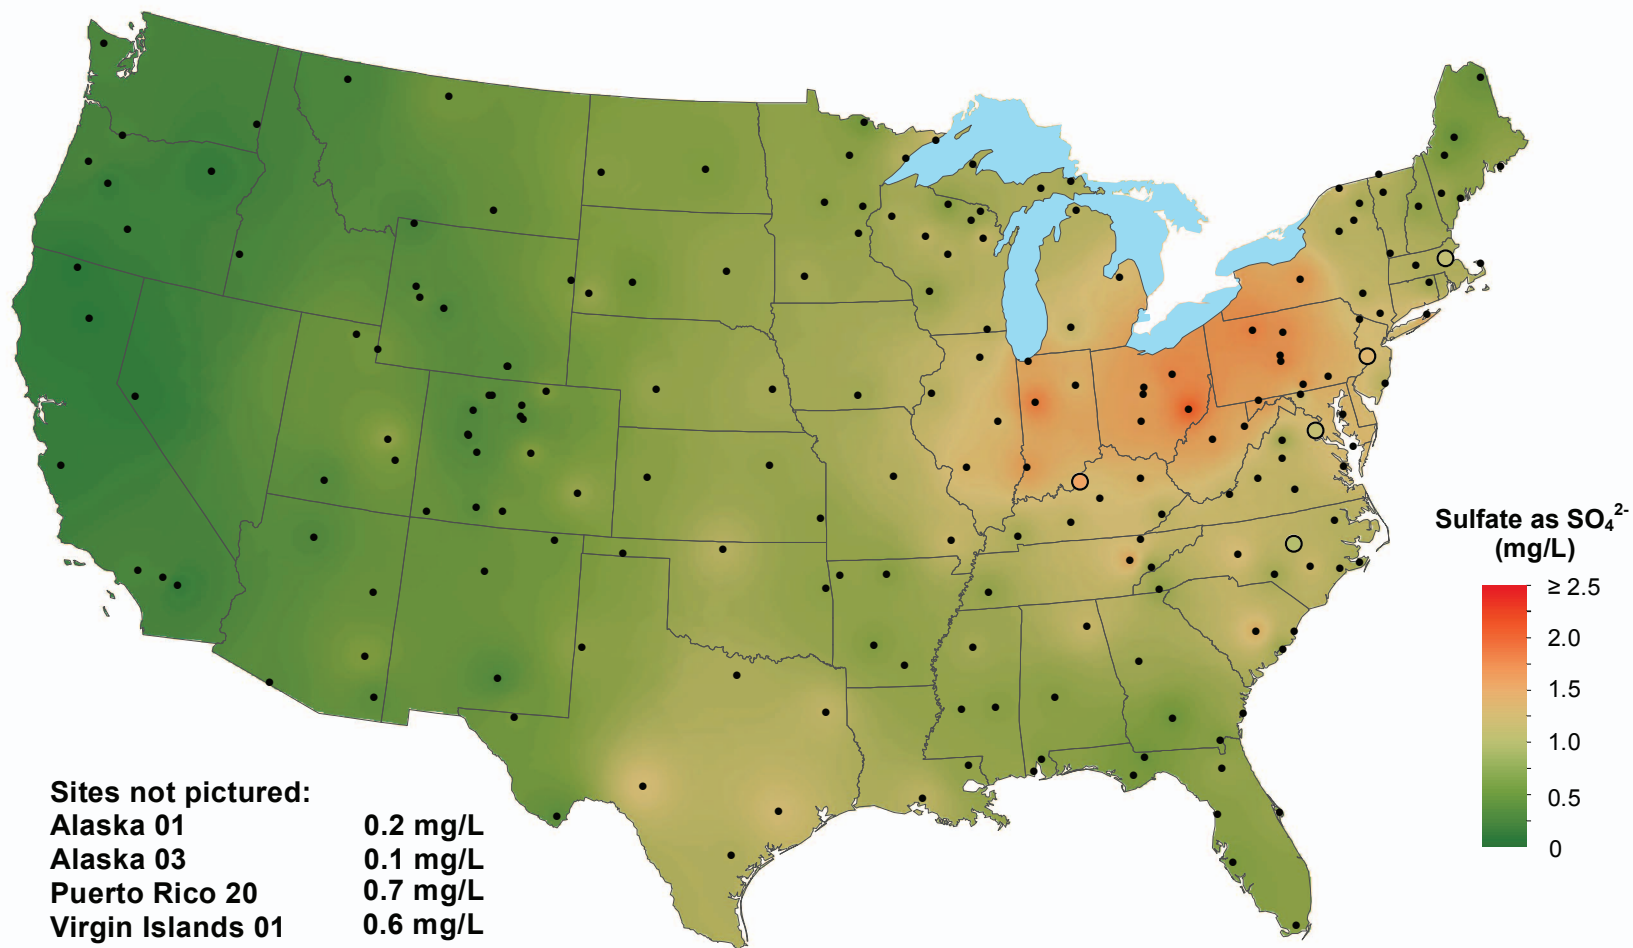 Sulfate as SO₄²⁻
(mg/L)
≥ 2.5
2.0
1.5
1.0
0.5
0
Sites not pictured:
Alaska 01 0.2 mg/L
Alaska 03 0.1 mg/L
Puerto Rico 20 0.7 mg/L
Virgin Islands 01 0.6 mg/L